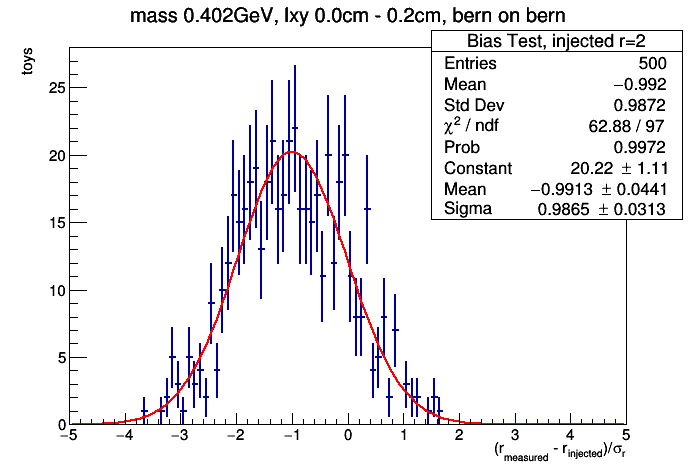 mass 0.402GeV, lxy 0.0cm - 0.2cm, bern on bern
Bias Test, injected r=2
Entries 500
Mean −0.992
Std Dev 0.9872
χ² / ndf 62.88 / 97
Prob 0.9972
Constant 20.22 ± 1.11
Mean −0.9913 ± 0.0441
Sigma 0.9865 ± 0.0313
toys
25
20
15
10
5
0
−5 −4 −3 −2 −1 0 1 2 3 4 5
(r_measured - r_injected)/σ_r